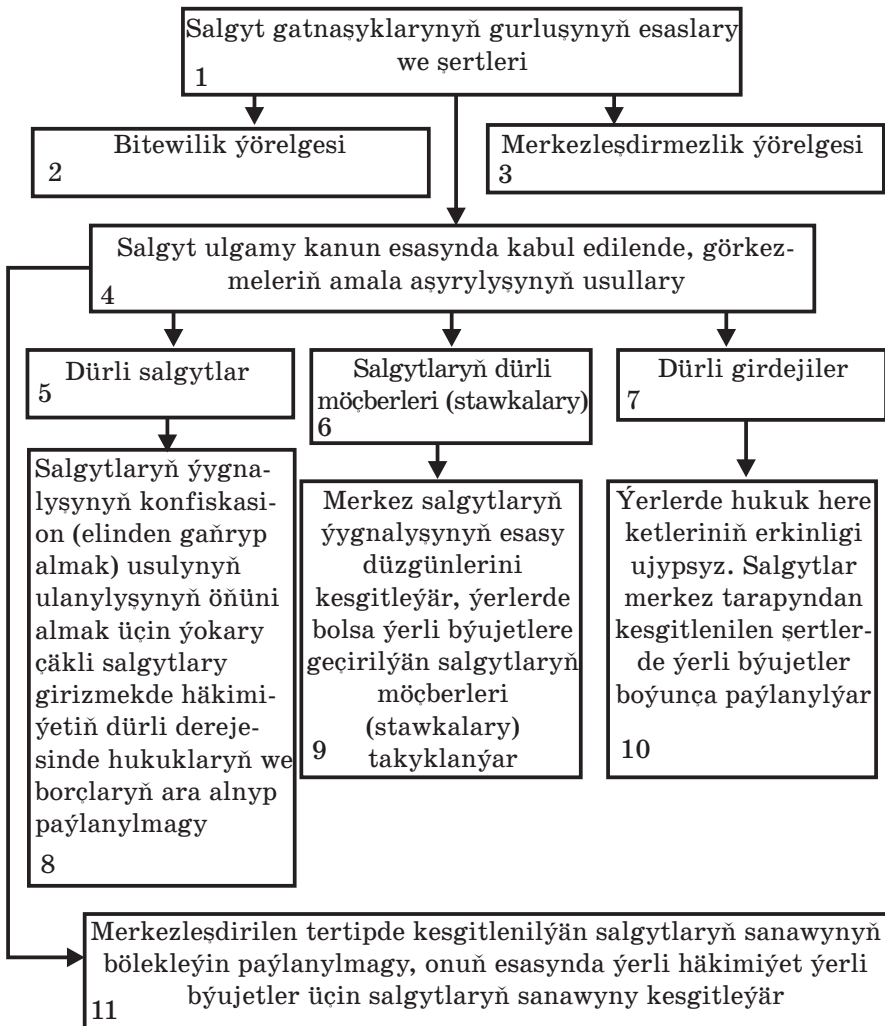 Salgyt gatnaşyklarynyň gurluşynyň esaslary
we şertleri
1
Bitewilik ýörelgesi
2
Merkezleşdirmezlik ýörelgesi
3
Salgyt ulgamy kanun esasynda kabul edilende, görkez-
meleriň amala aşyrylyşynyň usullary
4
Dürli salgytlar
5
Salgytlaryň dürli
möçberleri (stawkalary)
6
Dürli girdejiler
7
Salgytlaryň ýygna-
lyşynyň konfiskasi-
on (elinden gaňryp
almak) usulynyň
ulanylyşynyň öňüni
almak üçin ýokary
çäkli salgytlary
girizmekde häkimi-
ýetiň dürli dereje-
sinde hukuklaryň we
borçlaryň ara alnyp
paýlanylmagy
8
Merkez salgytlaryň
ýygnalyşynyň esasy
düzgünlerini
kesgitleýär, ýerlerde
bolsa ýerli býujetlere
geçirilýän salgytlaryň
möçberleri
(stawkalary)
takyklanýar
9
Ýerlerde hukuk here
ketleriniň erkinligi
ujypsyz. Salgytlar
merkez tarapyndan
kesgitlenilen şertler-
de ýerli býujetler
boýunça paýlanylýar
10
Merkezleşdirilen tertipde kesgitlenilýän salgytlaryň sanawynyň
bölekleýin paýlanylmagy, onuň esasynda ýerli häkimiýet ýerli
býujetler üçin salgytlaryň sanawyny kesgitleýär
11